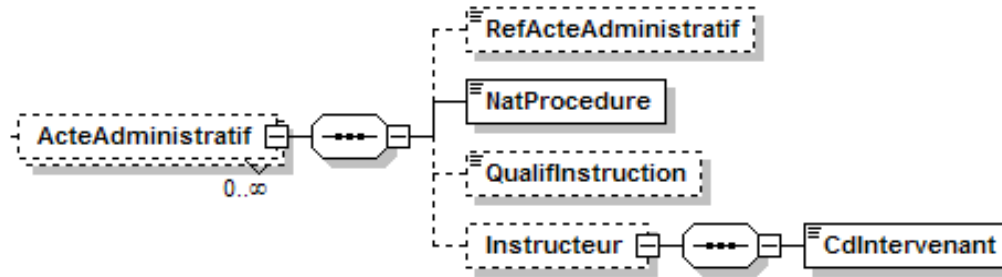 RefActeAdministratif
NatProcedure
ActeAdministratif
0..∞
QualifInstruction
Instructeur
CdIntervenant